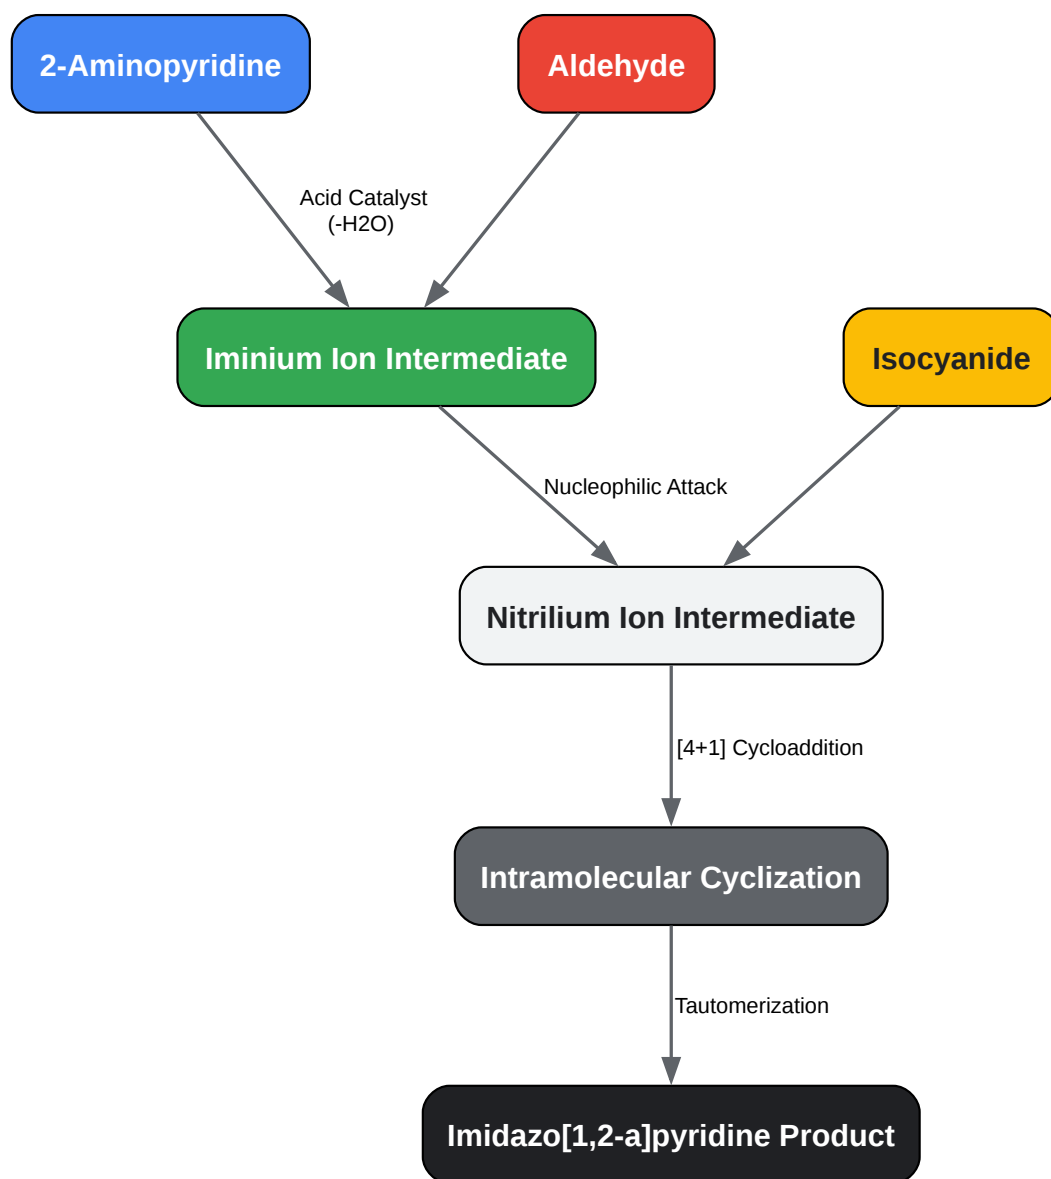 2-Aminopyridine
Aldehyde
Acid Catalyst
(-H2O)
Iminium Ion Intermediate
Isocyanide
Nucleophilic Attack
Nitrilium Ion Intermediate
[4+1] Cycloaddition
Intramolecular Cyclization
Tautomerization
Imidazo[1,2-a]pyridine Product